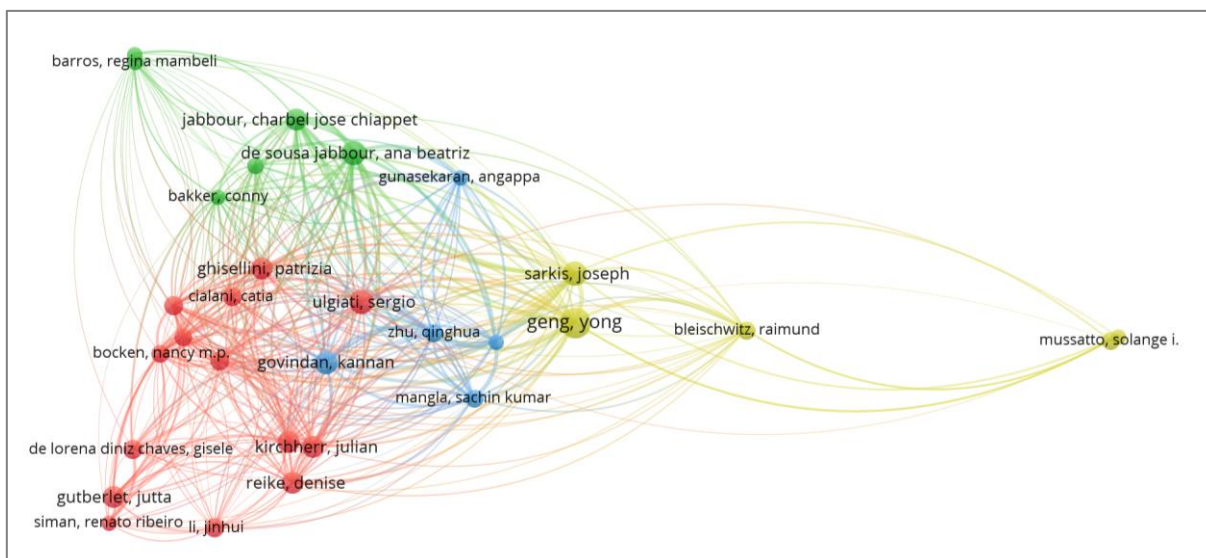 barros, regina mambeli
jabbour, charbel jose chiappet
de sousa jabbour, ana beatriz
gunasekaran, angappa
bakker, conny
ghisellini, patrizia
sarkis, joseph
cialani, catia
ulgiati, sergio
geng, yong
bleischwitz, raimund
zhu, qinghua
mussatto, solange i.
bocken, nancy m.p.
govindan, kannan
mangla, sachin kumar
de lorena diniz chaves, gisele
kirchherr, julian
reike, denise
gutberlet, jutta
siman, renato ribeiro
li, jinhui